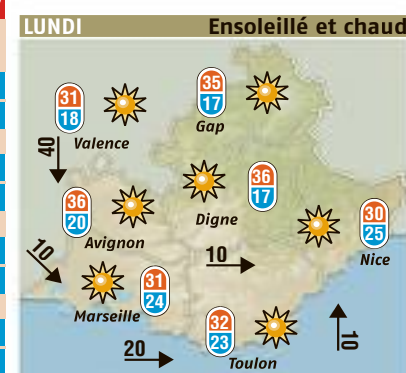 LUNDI Ensoleillé et chaud
31
18
Valence
35
17
Gap
40
36
20
Avignon
Digne
36
17
30
25
Nice
10
10
31
24
Marseille
32
23
Toulon
20
10